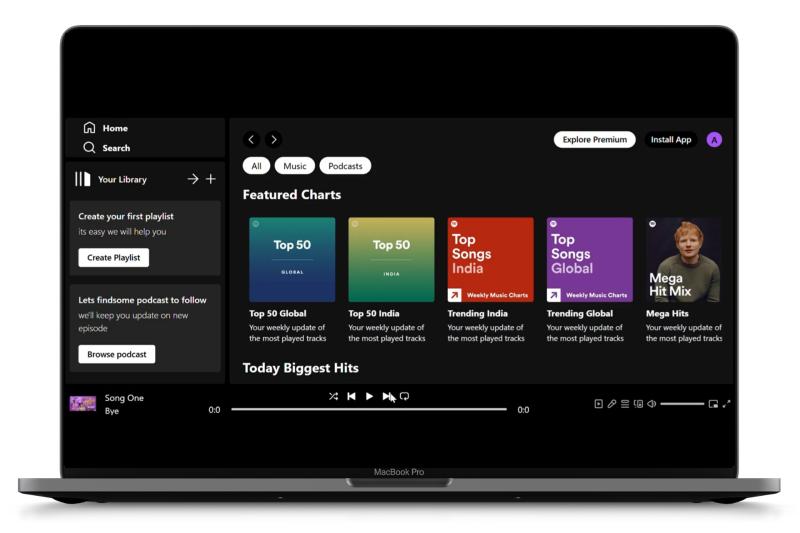 Home
Search
Your Library
Create your first playlist
its easy we will help you
Create Playlist
Lets findsome podcast to follow
we'll keep you update on new
episode
Browse podcast
Explore Premium
Install App
A
All
Music
Podcasts
Featured Charts
Top 50
GLOBAL
Top 50 Global
Your weekly update of
the most played tracks
Top 50
INDIA
Top 50 India
Your weekly update of
the most played tracks
Top
Songs
India
Weekly Music Charts
Trending India
Your weekly update of
the most played tracks
Top
Songs
Global
Weekly Music Charts
Trending Global
Your weekly update of
the most played tracks
Mega
Hit Mix
Mega Hits
Your weekly update of
the most played tracks
Today Biggest Hits
Song One
Bye
0:0
0:0
MacBook Pro